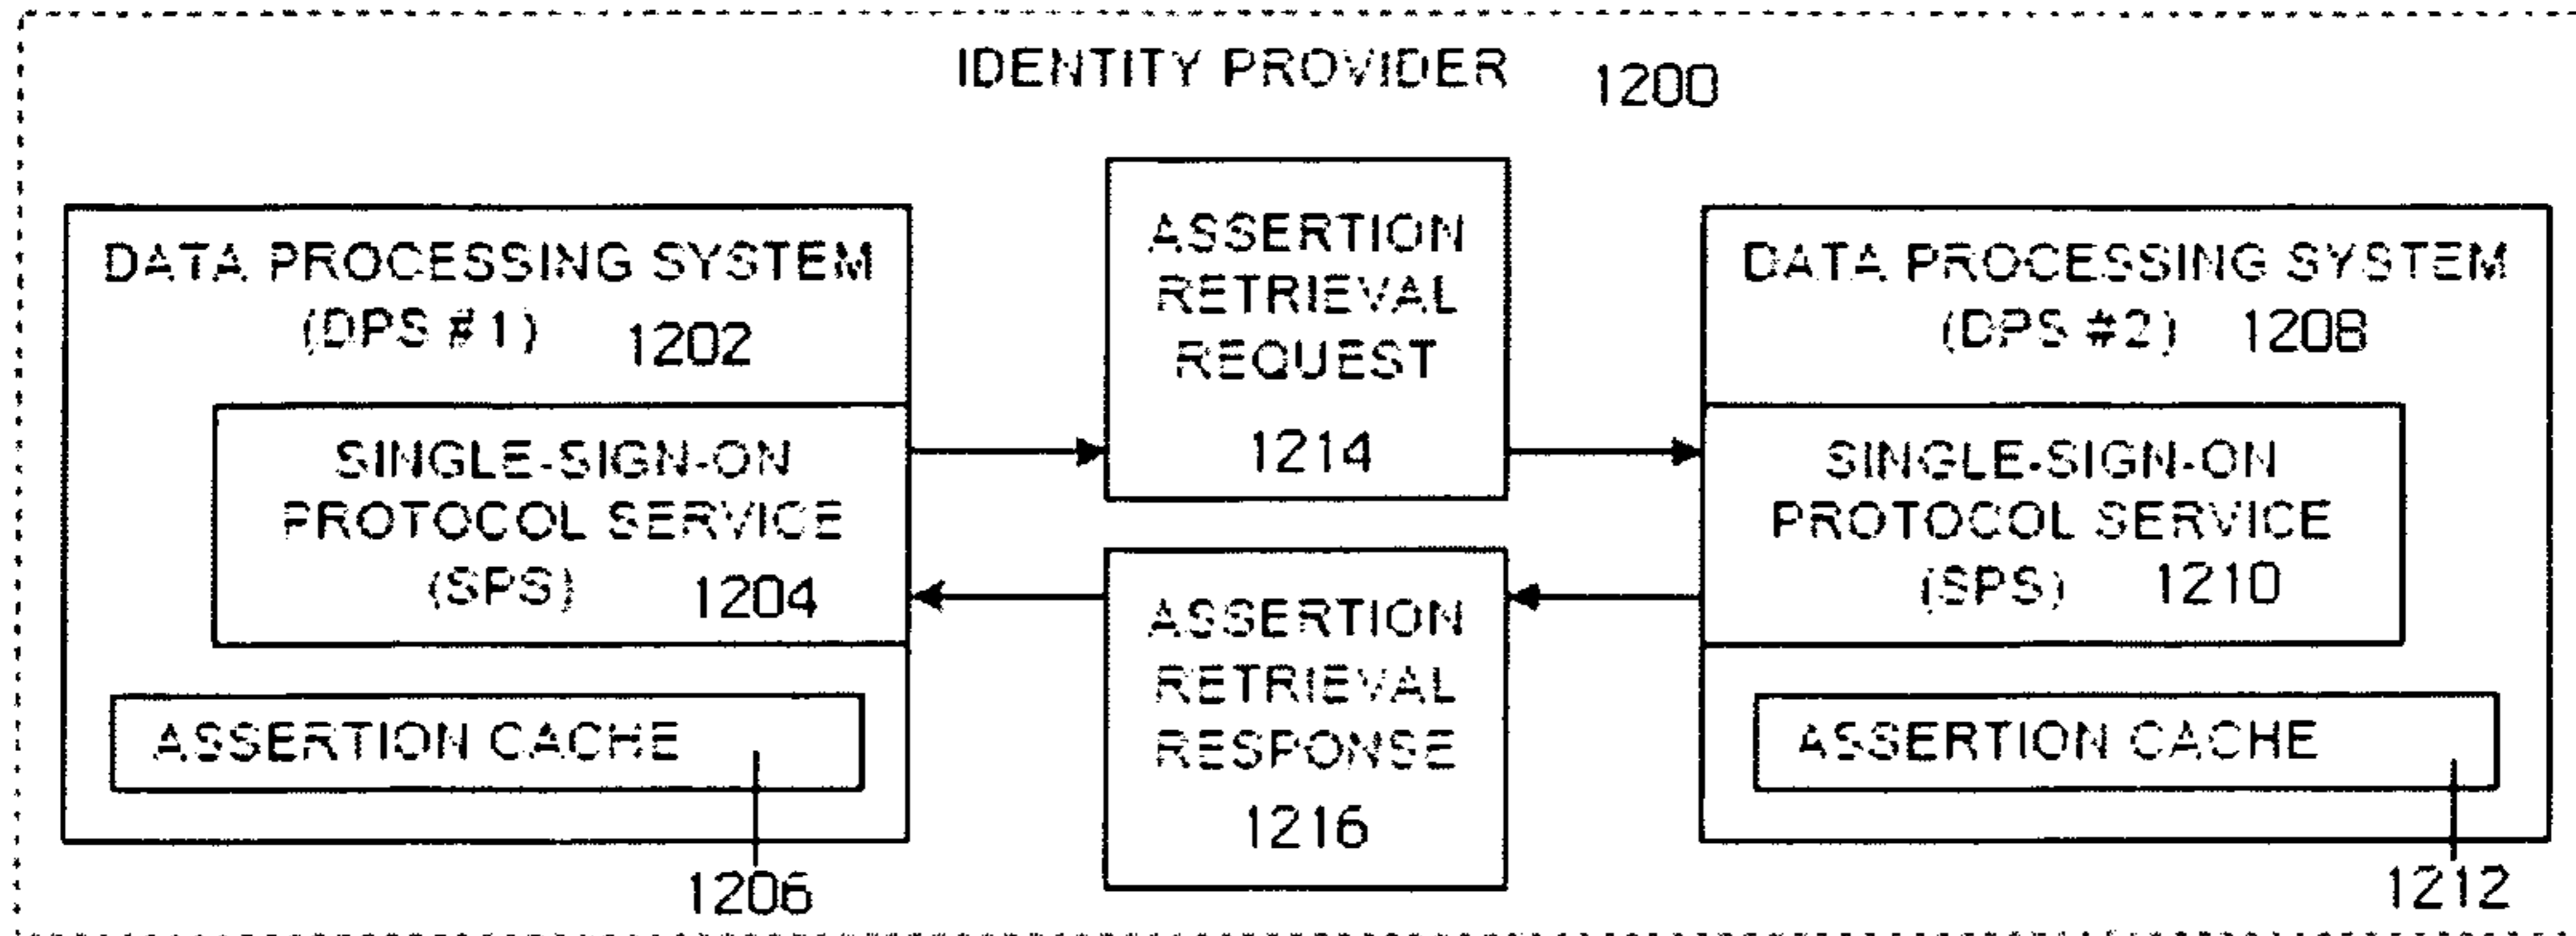 IDENTITY PROVIDER 1200
DATA PROCESSING SYSTEM
(DPS #1) 1202
SINGLE-SIGN-ON
PROTOCOL SERVICE
(SPS) 1204
ASSERTION CACHE
1206
ASSERTION
RETRIEVAL
REQUEST
1214
ASSERTION
RETRIEVAL
RESPONSE
1216
DATA PROCESSING SYSTEM
(DPS #2) 1208
SINGLE-SIGN-ON
PROTOCOL SERVICE
(SPS) 1210
ASSERTION CACHE
1212